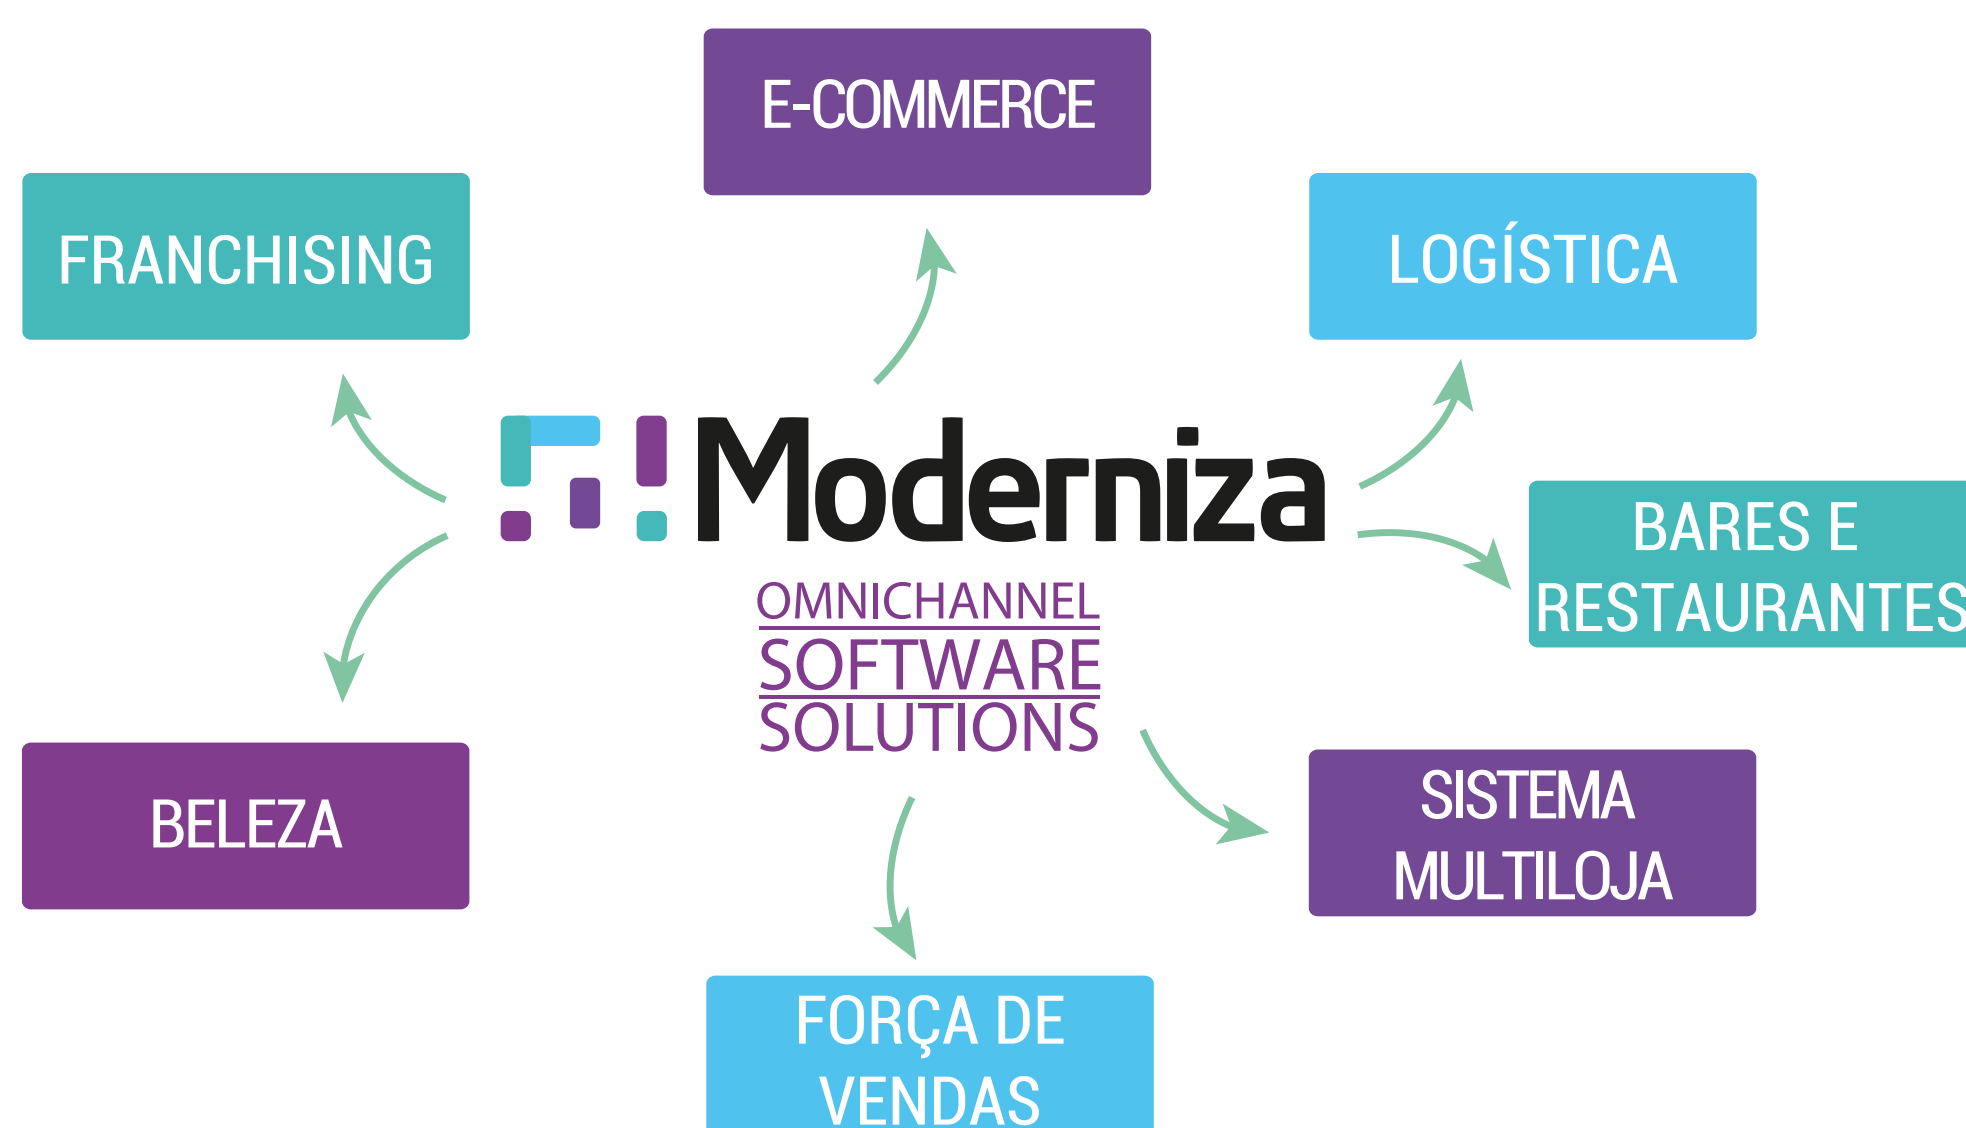 E-COMMERCE
FRANCHISING
LOGÍSTICA
Moderniza
OMNICHANNEL
SOFTWARE
SOLUTIONS
BARES E
RESTAURANTES
BELEZA
SISTEMA
MULTILOJA
FORÇA DE
VENDAS